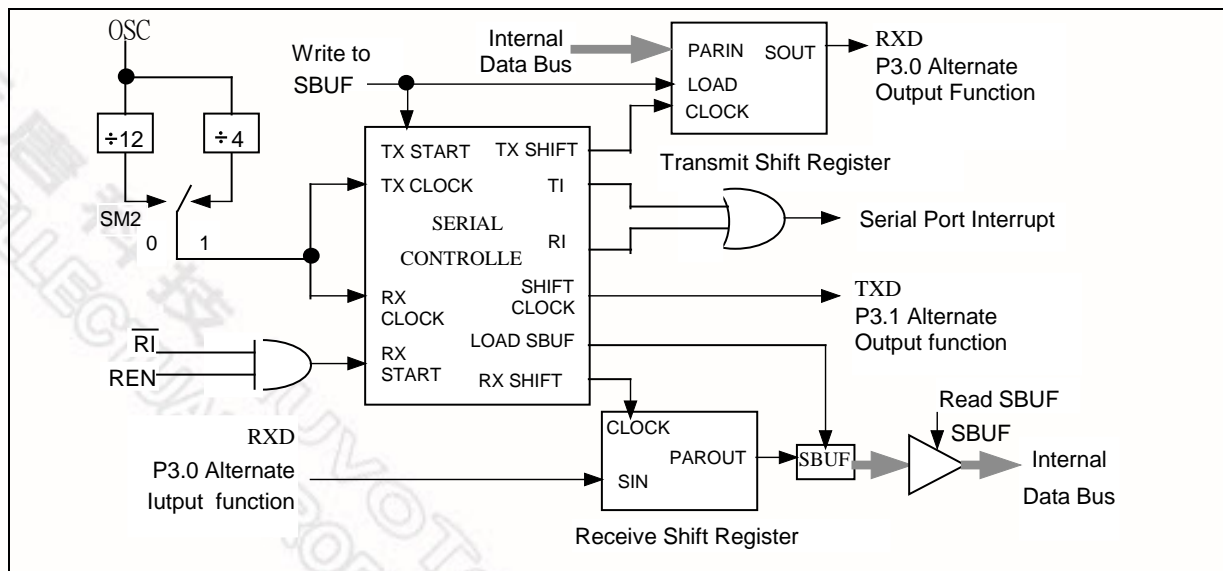 OSC
÷12
÷4
SM2
0
1
Write to
SBUF
Internal
Data Bus
PARIN
SOUT
LOAD
CLOCK
RXD
P3.0 Alternate
Output Function
Transmit Shift Register
TX START
TX SHIFT
TX CLOCK
TI
SERIAL
RI
CONTROLLE
SHIFT
CLOCK
RX
CLOCK
LOAD SBUF
RX
START
RX SHIFT
Serial Port Interrupt
TXD
P3.1 Alternate
Output function
RI
REN
RXD
P3.0 Alternate
Iutput function
CLOCK
PAROUT
SIN
Receive Shift Register
SBUF
Read SBUF
SBUF
Internal
Data Bus